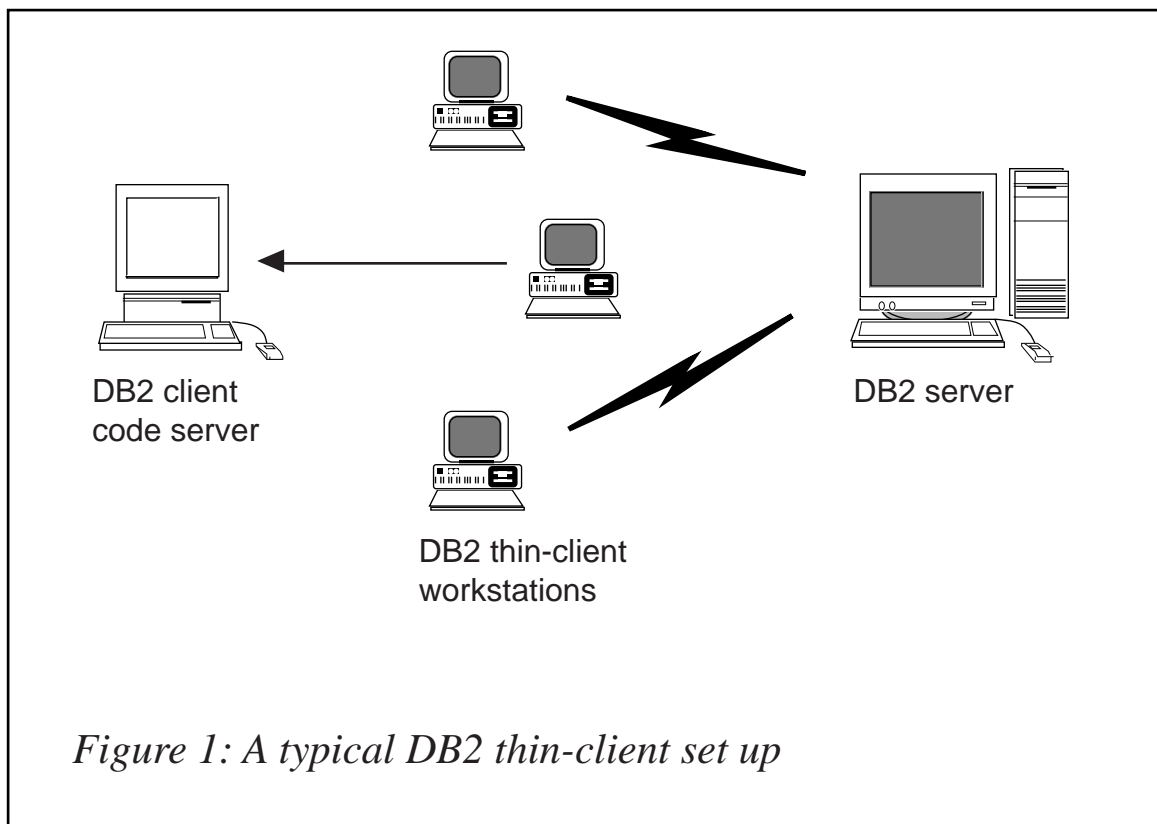 DB2 client
code server
DB2 server
DB2 thin-client
workstations
Figure 1: A typical DB2 thin-client set up